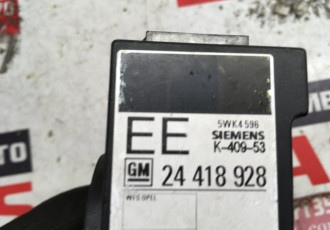 5WK4 596
EE SIEMENS
K-409-53
GM 24 418 928